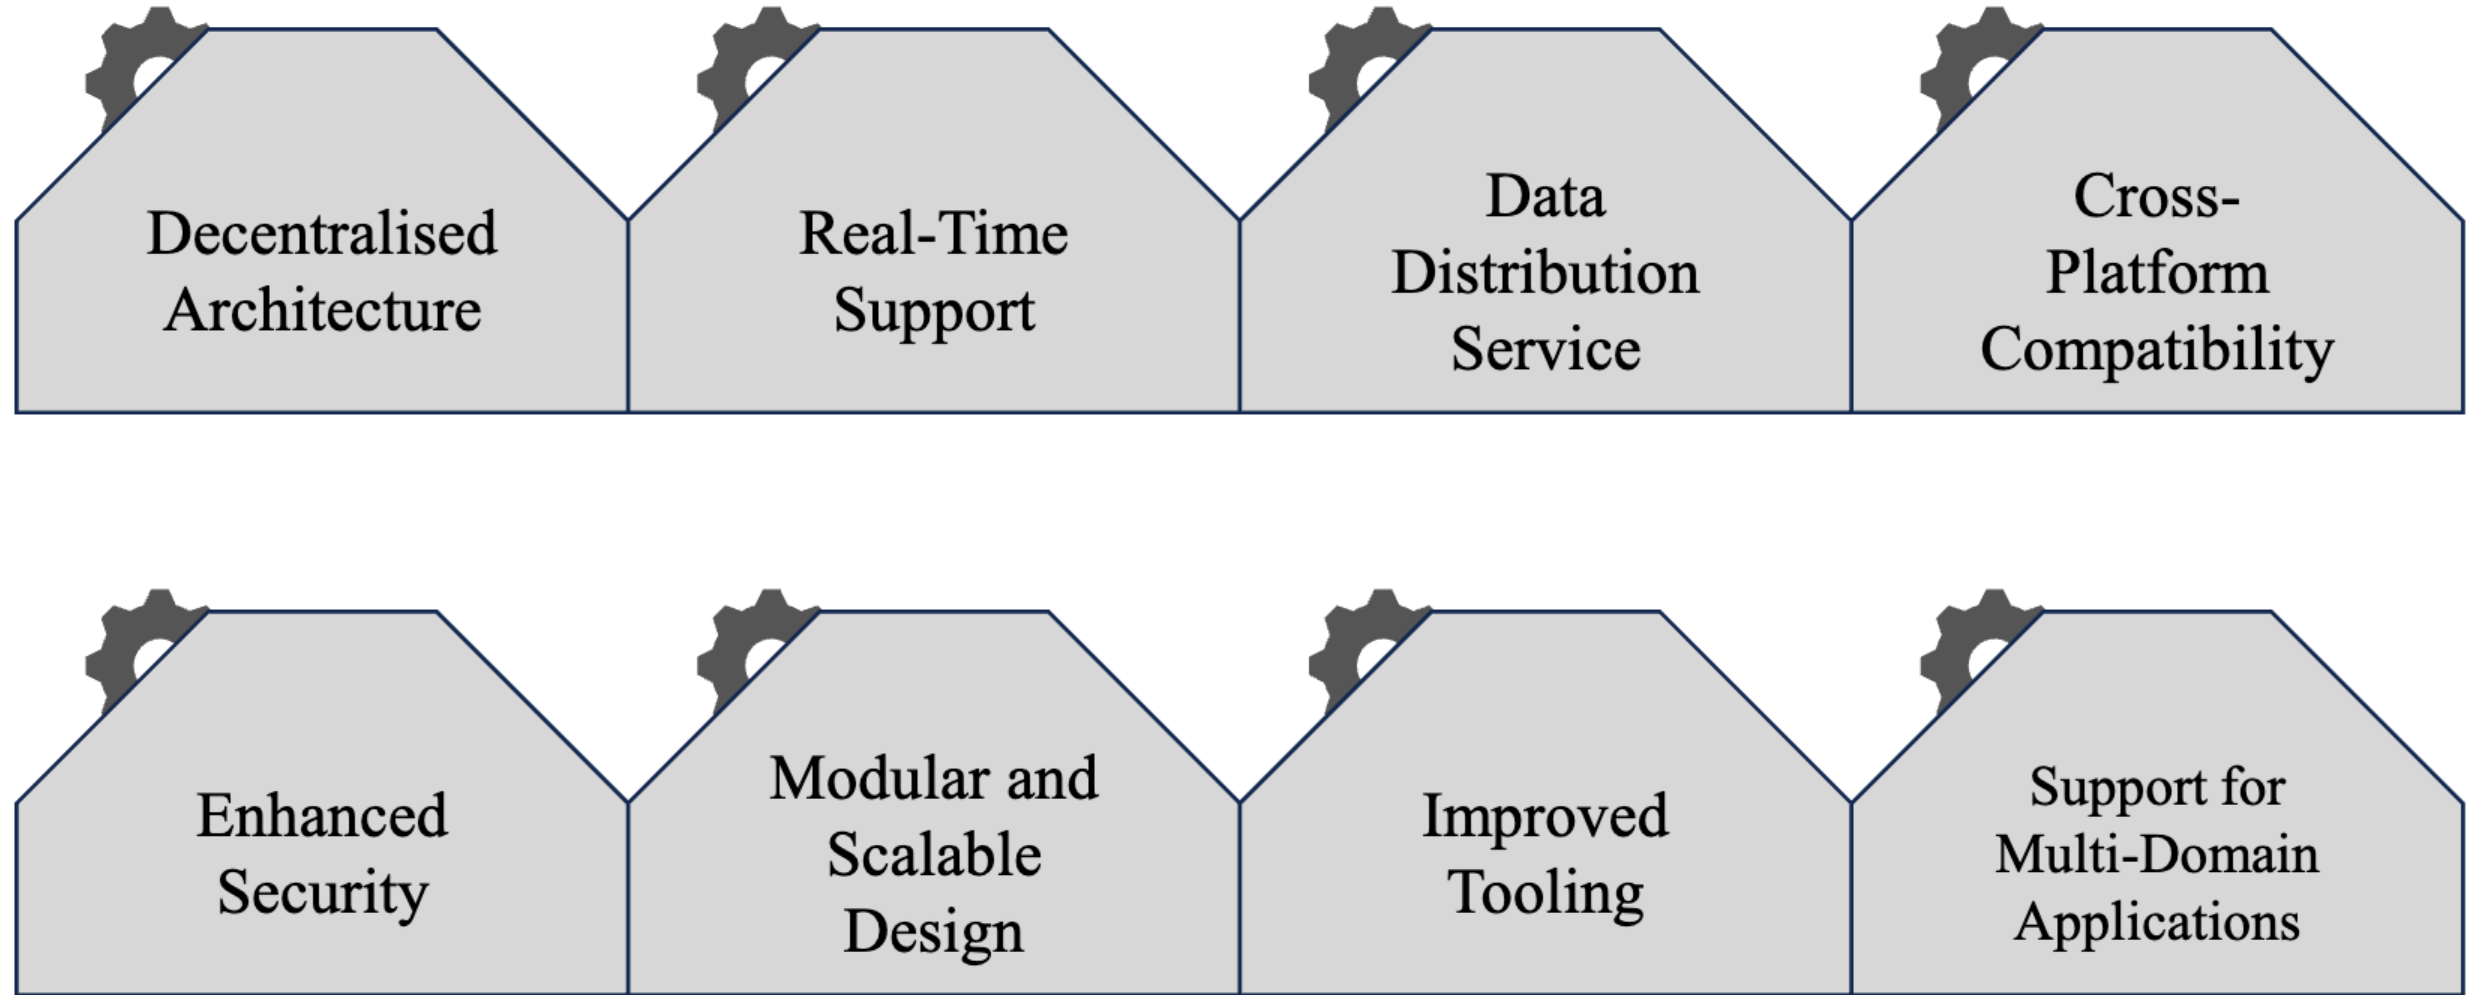 Decentralised
Architecture
Real-Time
Support
Data
Distribution
Service
Cross-
Platform
Compatibility
Enhanced
Security
Modular and
Scalable
Design
Improved
Tooling
Support for
Multi-Domain
Applications